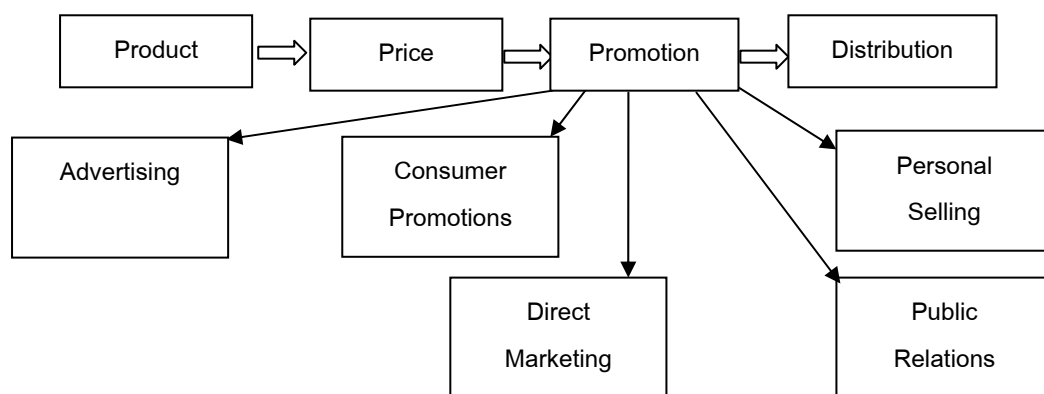 Product
Price
Promotion
Distribution
Advertising
Consumer
Promotions
Personal
Selling
Direct
Marketing
Public
Relations